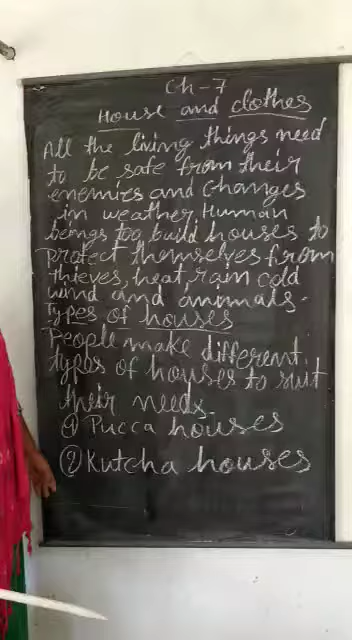 Ch-7
House and clothes
All the living things need
to be safe from their
enemies and changes
in weather, Human
beings too build houses to
protect themselves from
thieves, heat, rain cold
wind and animals.
types of houses
People make different
types of houses to suit
their needs.
① Pucca houses
② Kutcha houses